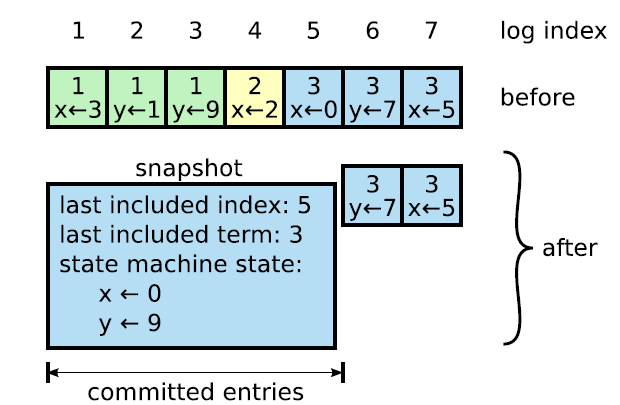 1 2 3 4 5 6 7 log index
1 1 1 2 3 3 3
x←3 y←1 y←9 x←2 x←0 y←7 x←5
before
snapshot
3 3
y←7 x←5
last included index: 5
last included term: 3
state machine state:
x ← 0
y ← 9
after
committed entries